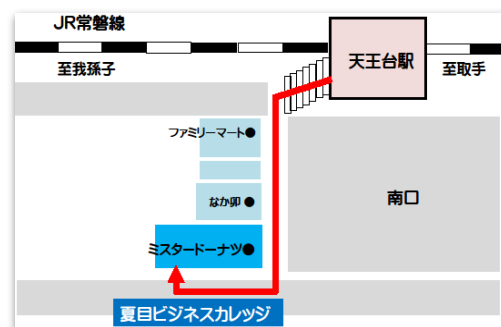 JR常磐線
天王台駅
至我孫子
至取手
ファミリーマート●
なか卯 ●
南口
ミスタードーナツ●
夏目ビジネスカレッジ